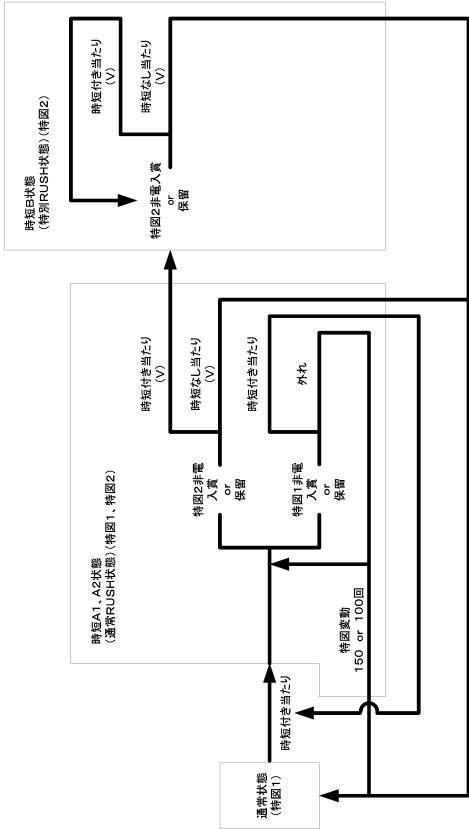 通常状態
(特図1)
時短付き当たり
時短A1、A2状態
(通常RUSH状態)(特図1、特図2)
特図2非電
入賞
or
保留
特図1非電
入賞
or
保留
特図変動
150 or 100回
時短付き当たり
(V)
時短なし当たり
(V)
時短付き当たり
外れ
時短B状態
(特別RUSH状態)(特図2)
特図2非電入賞
or
保留
時短付き当たり
(V)
時短なし当たり
(V)